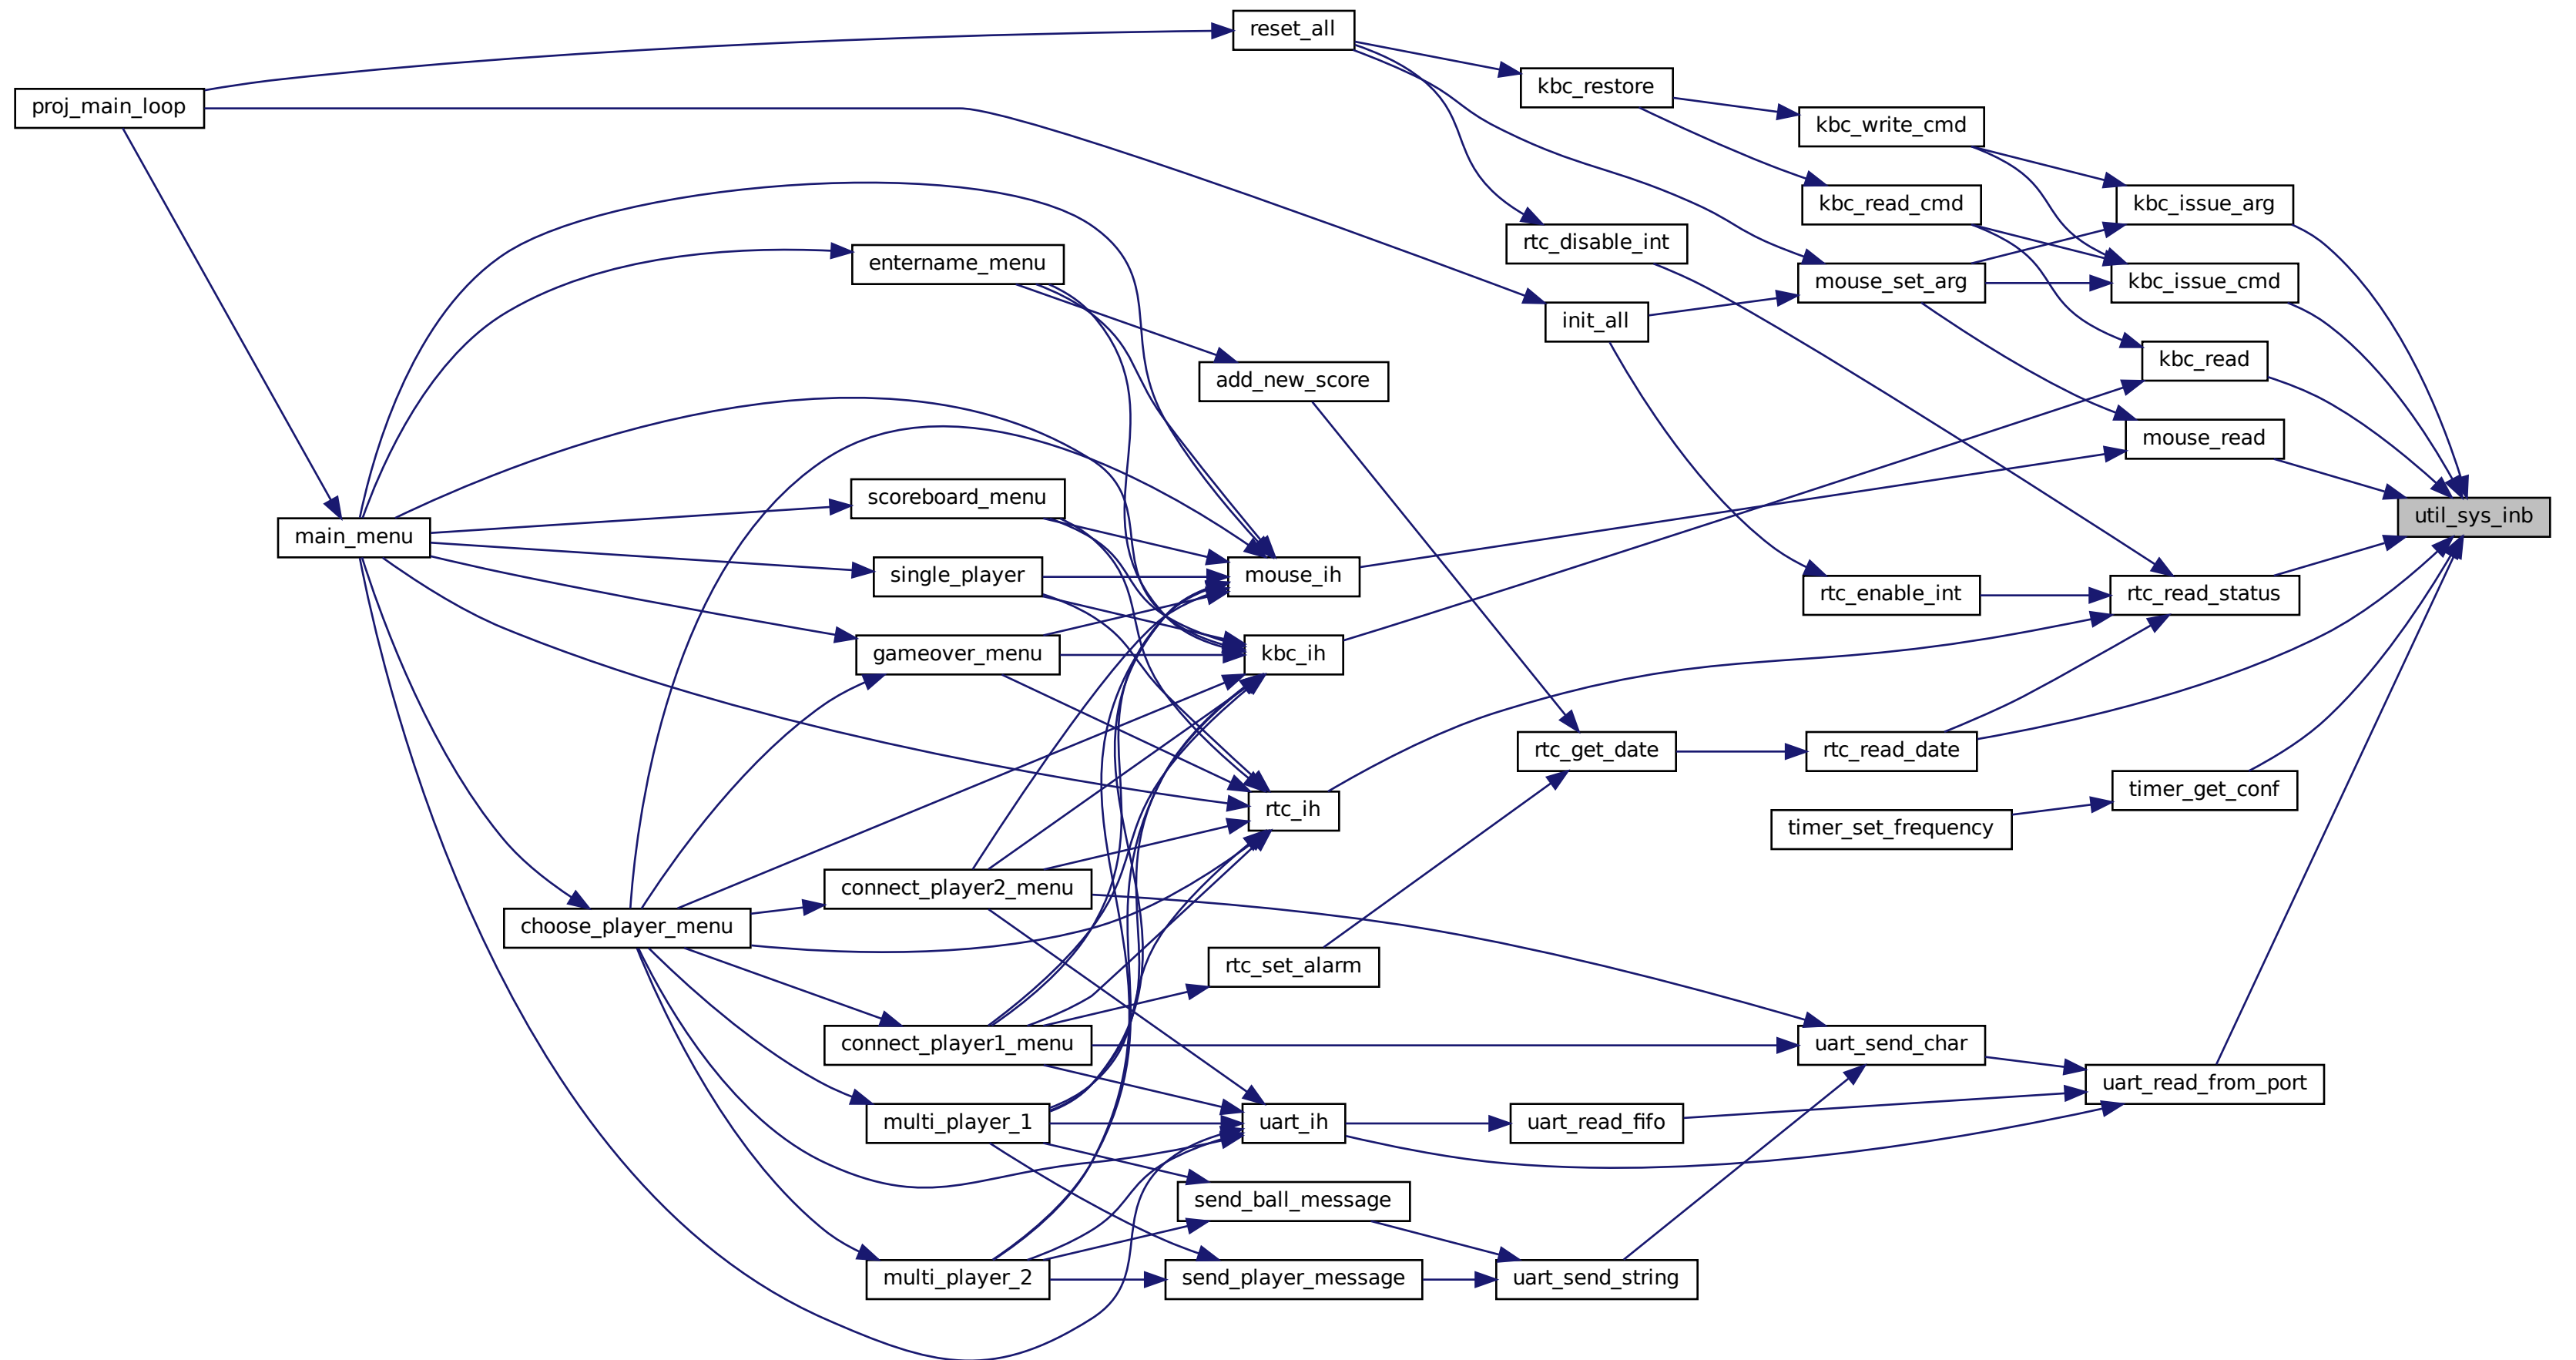 reset_all
kbc_restore
proj_main_loop
kbc_write_cmd
kbc_read_cmd
kbc_issue_arg
rtc_disable_int
entername_menu
mouse_set_arg
kbc_issue_cmd
init_all
kbc_read
add_new_score
mouse_read
scoreboard_menu
util_sys_inb
main_menu
single_player
mouse_ih
rtc_enable_int
rtc_read_status
gameover_menu
kbc_ih
rtc_get_date
rtc_read_date
timer_get_conf
rtc_ih
timer_set_frequency
connect_player2_menu
choose_player_menu
rtc_set_alarm
connect_player1_menu
uart_send_char
uart_read_from_port
multi_player_1
uart_ih
uart_read_fifo
send_ball_message
multi_player_2
send_player_message
uart_send_string